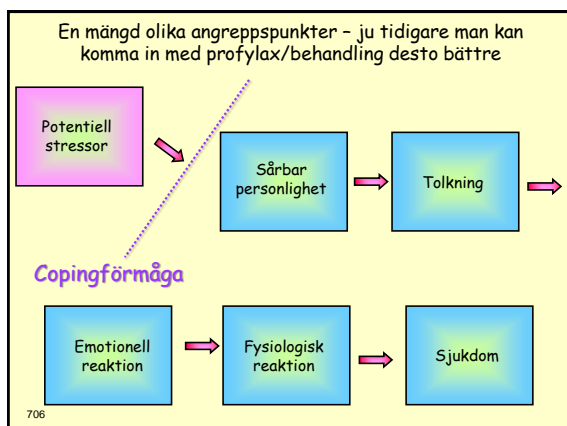 En mängd olika angreppspunkter – ju tidigare man kan
komma in med profylax/behandling desto bättre
Potentiell
stressor
Sårbar
personlighet
Tolkning
Copingförmåga
Emotionell
reaktion
Fysiologisk
reaktion
Sjukdom
706